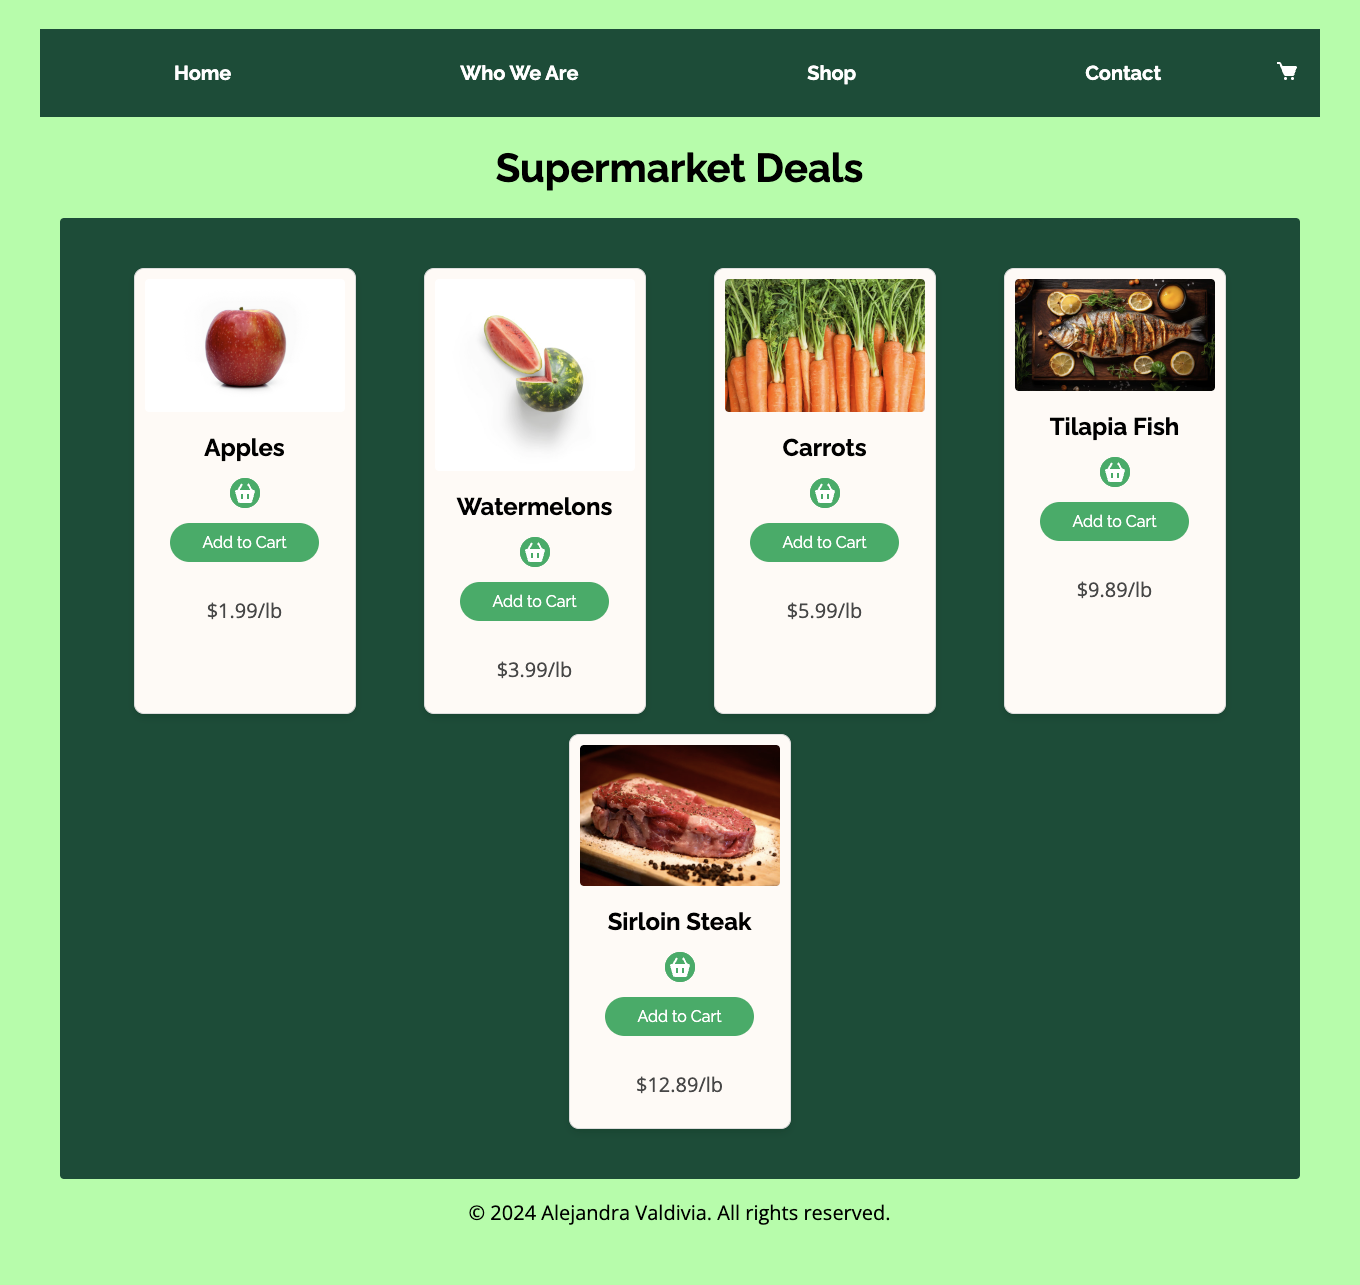 Home
Who We Are
Shop
Contact
Supermarket Deals
Apples
Add to Cart
$1.99/lb
Watermelons
Add to Cart
$3.99/lb
Carrots
Add to Cart
$5.99/lb
Tilapia Fish
Add to Cart
$9.89/lb
Sirloin Steak
Add to Cart
$12.89/lb
© 2024 Alejandra Valdivia. All rights reserved.